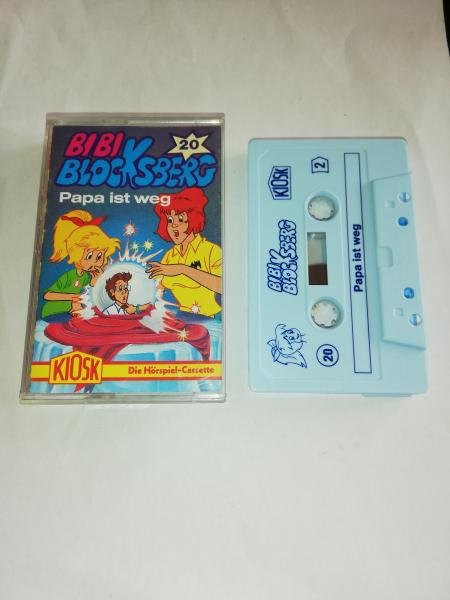 BIBI
BLOCKSBERG
20
Papa ist weg
KIOSK
Die Hörspiel-Cassette
KIOSK
2
BIBI
BLOCKSBERG
Papa ist weg
20